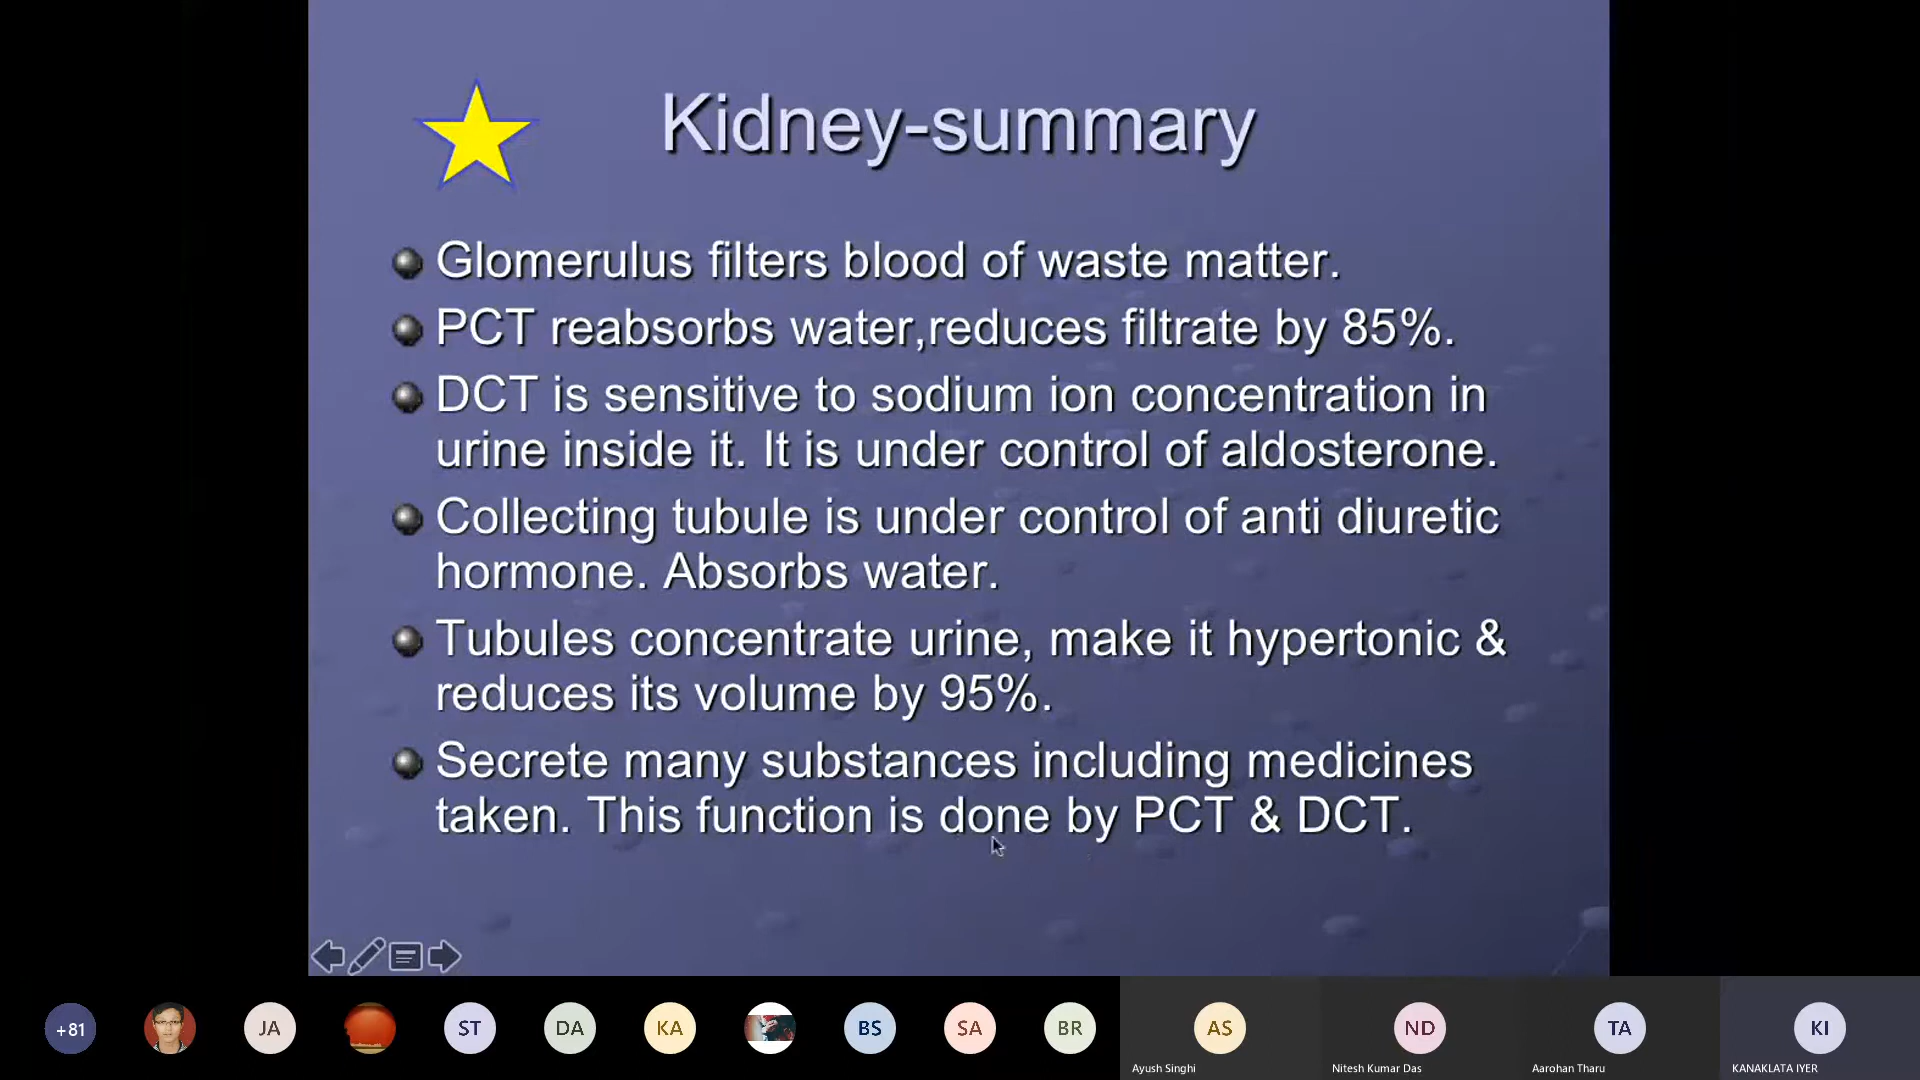 Kidney-summary
Glomerulus filters blood of waste matter.
PCT reabsorbs water,reduces filtrate by 85%.
DCT is sensitive to sodium ion concentration in
urine inside it. It is under control of aldosterone.
Collecting tubule is under control of anti diuretic
hormone. Absorbs water.
Tubules concentrate urine, make it hypertonic &
reduces its volume by 95%.
Secrete many substances including medicines
taken. This function is done by PCT & DCT.
+81
JA
ST
DA
KA
BS
SA
BR
AS
ND
TA
KI
Ayush Singhi
Nitesh Kumar Das
Aarohan Tharu
KANAKLATA IYER